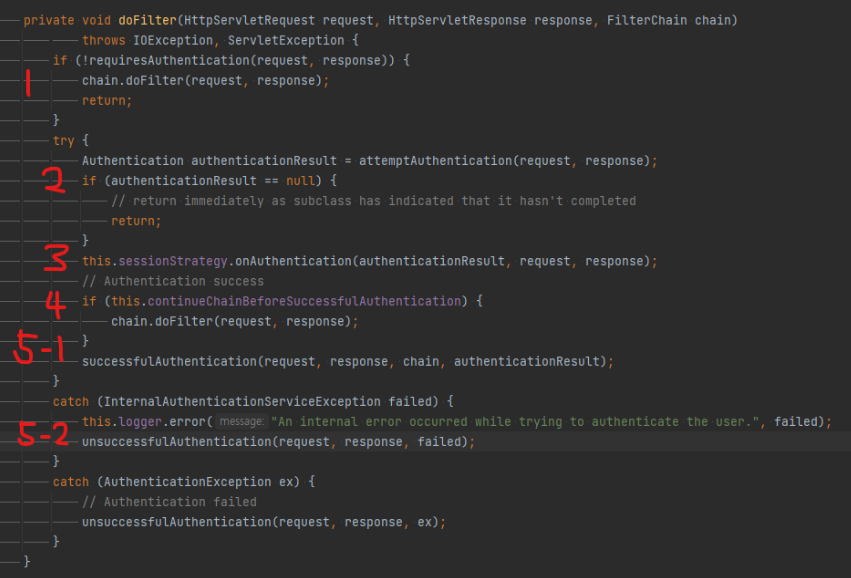 private void doFilter(HttpServletRequest request, HttpServletResponse response, FilterChain chain)
throws IOException, ServletException {
if (!requiresAuthentication(request, response)) {
1 chain.doFilter(request, response);
return;
}
try {
Authentication authenticationResult = attemptAuthentication(request, response);
2 if (authenticationResult == null) {
// return immediately as subclass has indicated that it hasn't completed
return;
}
3 this.sessionStrategy.onAuthentication(authenticationResult, request, response);
// Authentication success
4 if (this.continueChainBeforeSuccessfulAuthentication) {
chain.doFilter(request, response);
}
5-1 successfulAuthentication(request, response, chain, authenticationResult);
}
catch (InternalAuthenticationServiceException failed) {
this.logger.error( message: "An internal error occurred while trying to authenticate the user.", failed);
5-2 unsuccessfulAuthentication(request, response, failed);
}
catch (AuthenticationException ex) {
// Authentication failed
unsuccessfulAuthentication(request, response, ex);
}
}